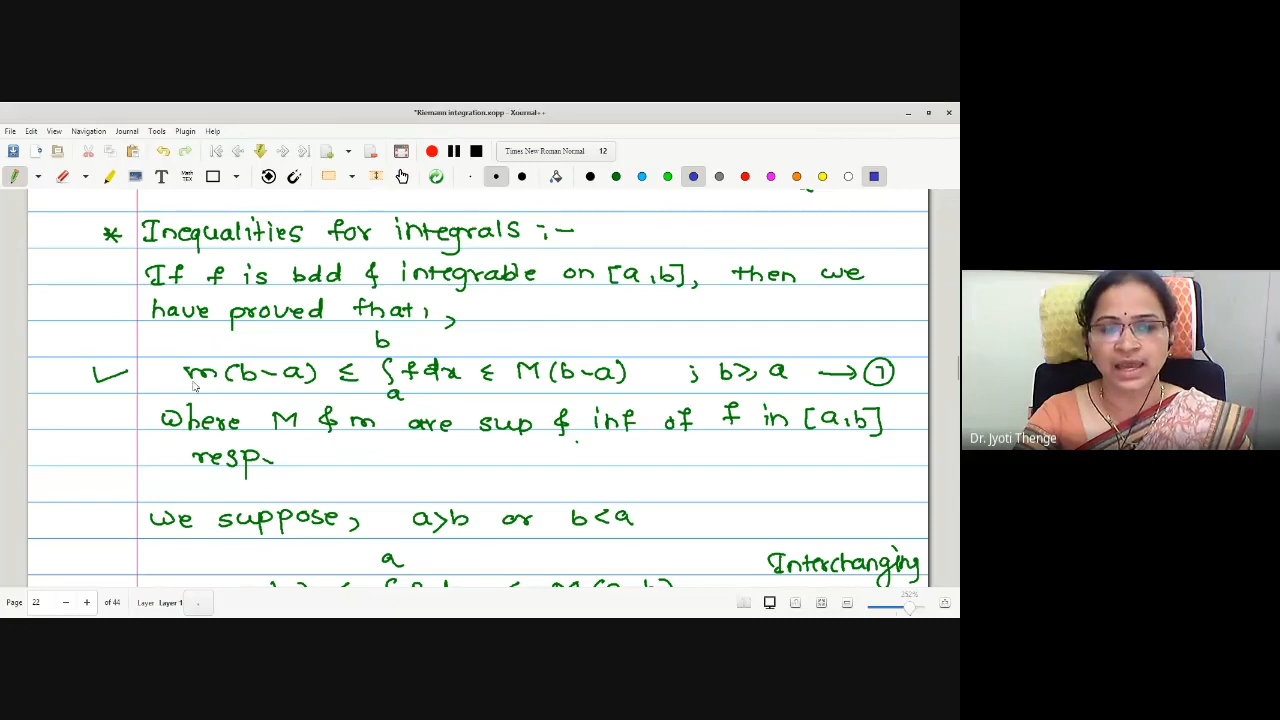 *Riemann integration.xopp - Xournal++
File Edit View Navigation Journal Tools Plugin Help
Times New Roman Normal 12
* Inequalities for integrals :-
If f is bdd & integrable on [a,b], then we
have proved that,,
m(b-a) ≤ ∫_a^b f dx ≤ M(b-a) ; b≥a → ①
Where M & m are sup & inf of f in [a,b]
resp.
we suppose, a>b or b<a
a Interchanging
Page 22 of 44 Layer Layer 1 252%
Dr. Jyoti Thenge